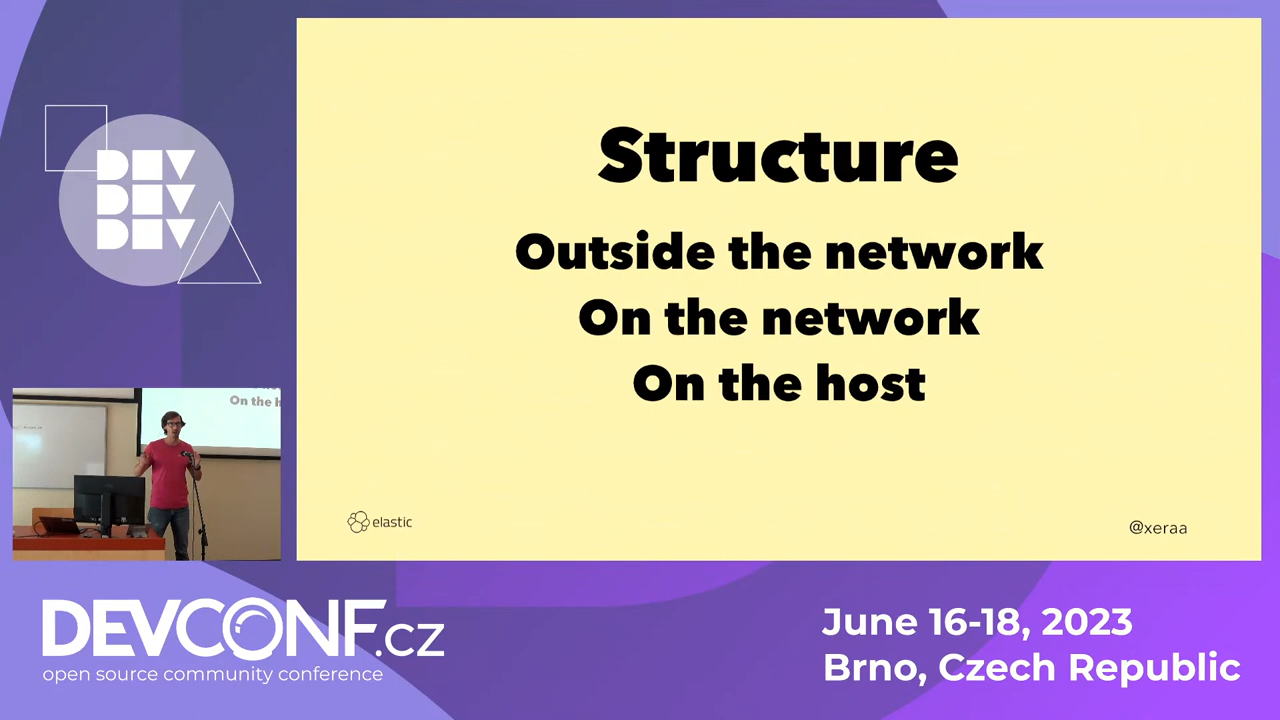 DEV
DEV
DEV
Structure
Outside the network
On the network
On the host
elastic
@xeraa
On the h
DEVCONF.cz
open source community conference
June 16-18, 2023
Brno, Czech Republic